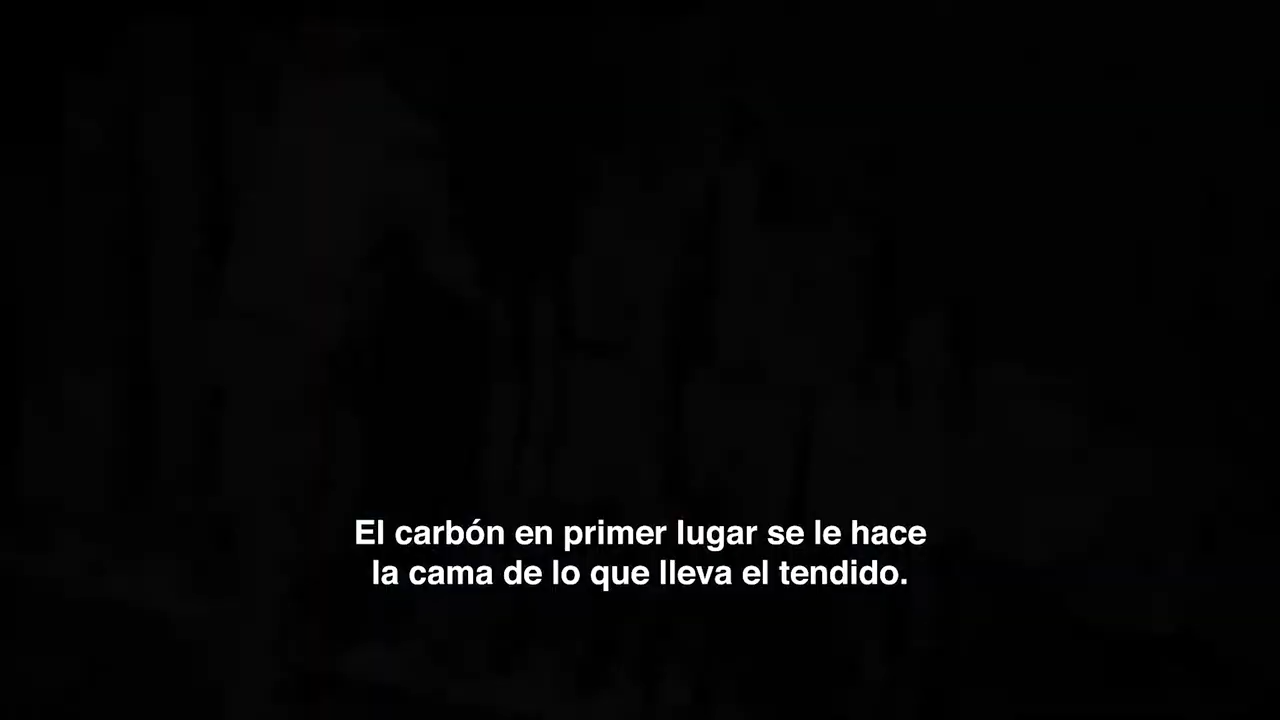 El carbón en primer lugar se le hace
la cama de lo que lleva el tendido.